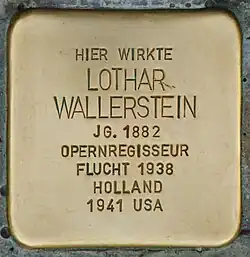 HIER WIRKTE
LOTHAR
WALLERSTEIN
JG. 1882
OPERNREGISSEUR
FLUCHT 1938
HOLLAND
1941 USA